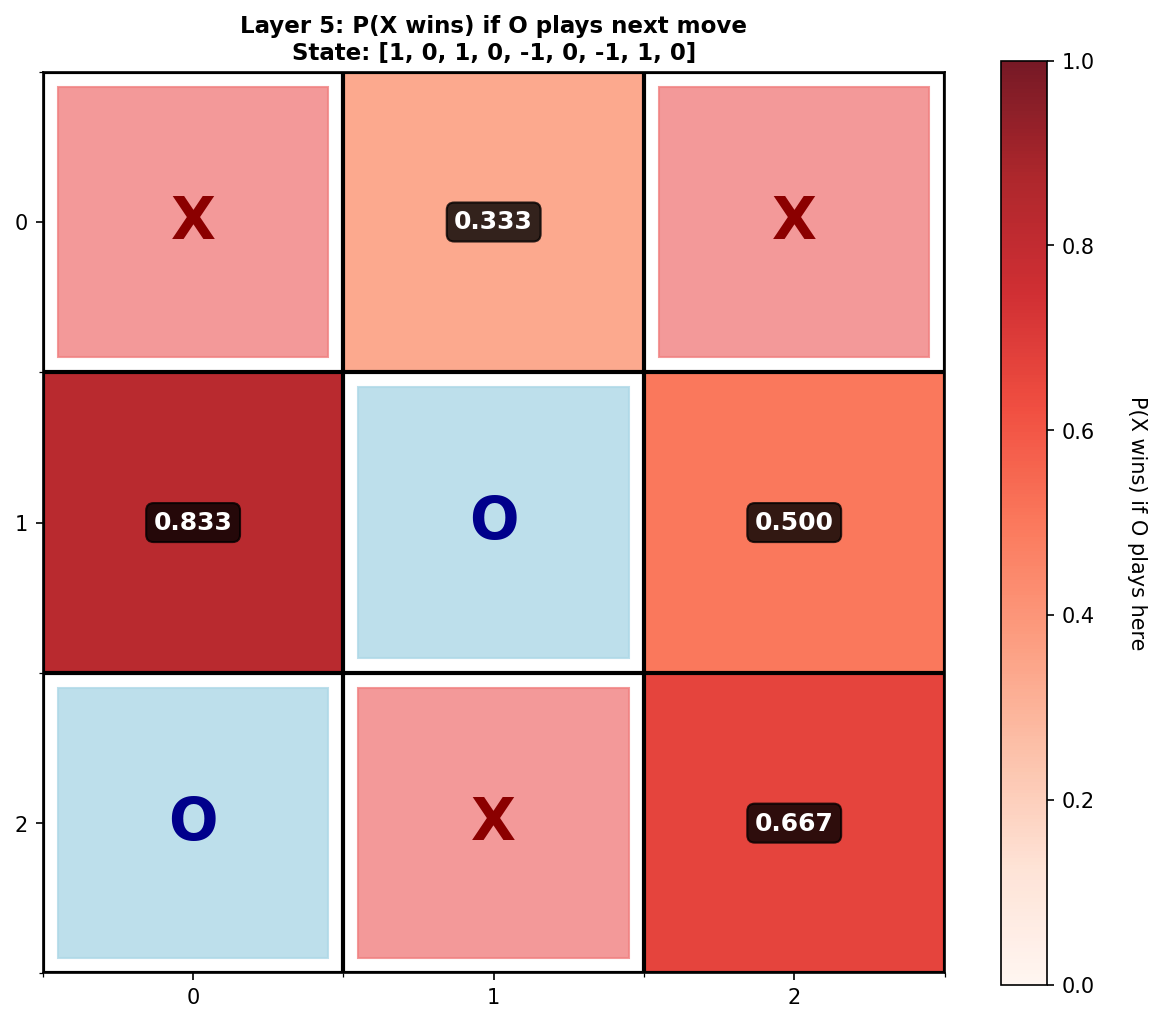 Layer 5: P(X wins) if O plays next move
State: [1, 0, 1, 0, -1, 0, -1, 1, 0]
X
0.333
X
0.833
O
0.500
O
X
0.667
0
1
2
0
1
2
1.0
0.8
0.6
0.4
0.2
0.0
P(X wins) if O plays here